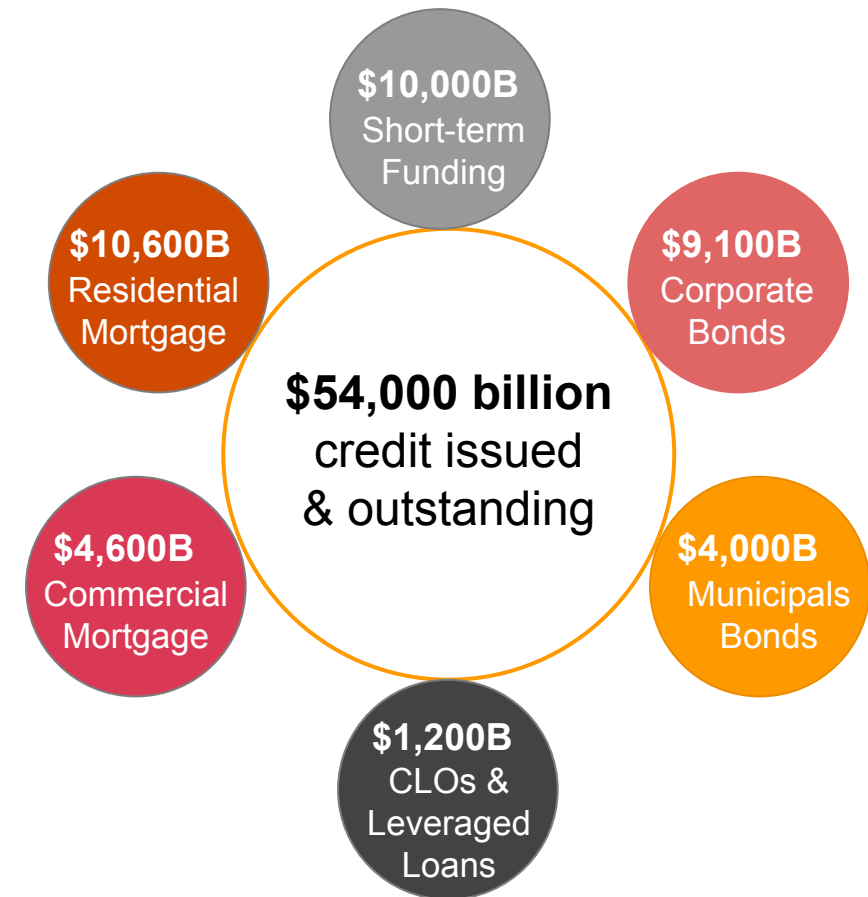 $10,000B
Short-term
Funding
$10,600B
Residential
Mortgage
$9,100B
Corporate
Bonds
$54,000 billion
credit issued
& outstanding
$4,600B
Commercial
Mortgage
$4,000B
Municipals
Bonds
$1,200B
CLOs &
Leveraged
Loans